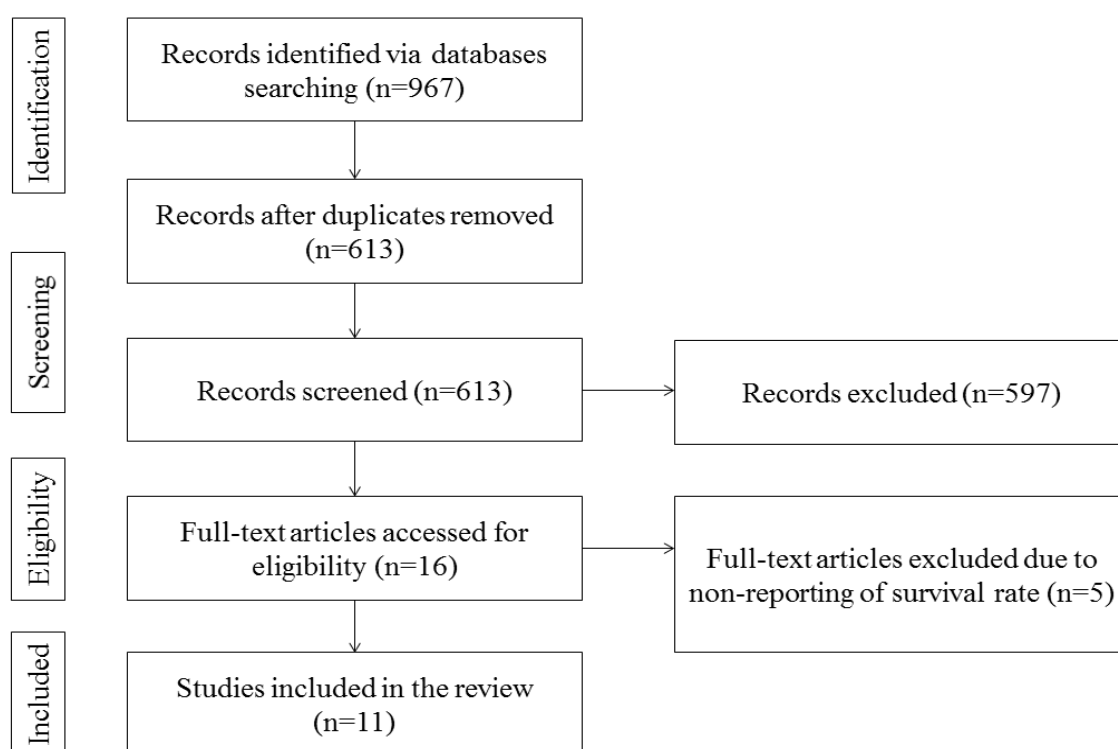 Identification
Records identified via databases
searching (n=967)
Records after duplicates removed
(n=613)
Screening
Records screened (n=613)
Records excluded (n=597)
Eligibility
Full-text articles accessed for
eligibility (n=16)
Full-text articles excluded due to
non-reporting of survival rate (n=5)
Included
Studies included in the review
(n=11)